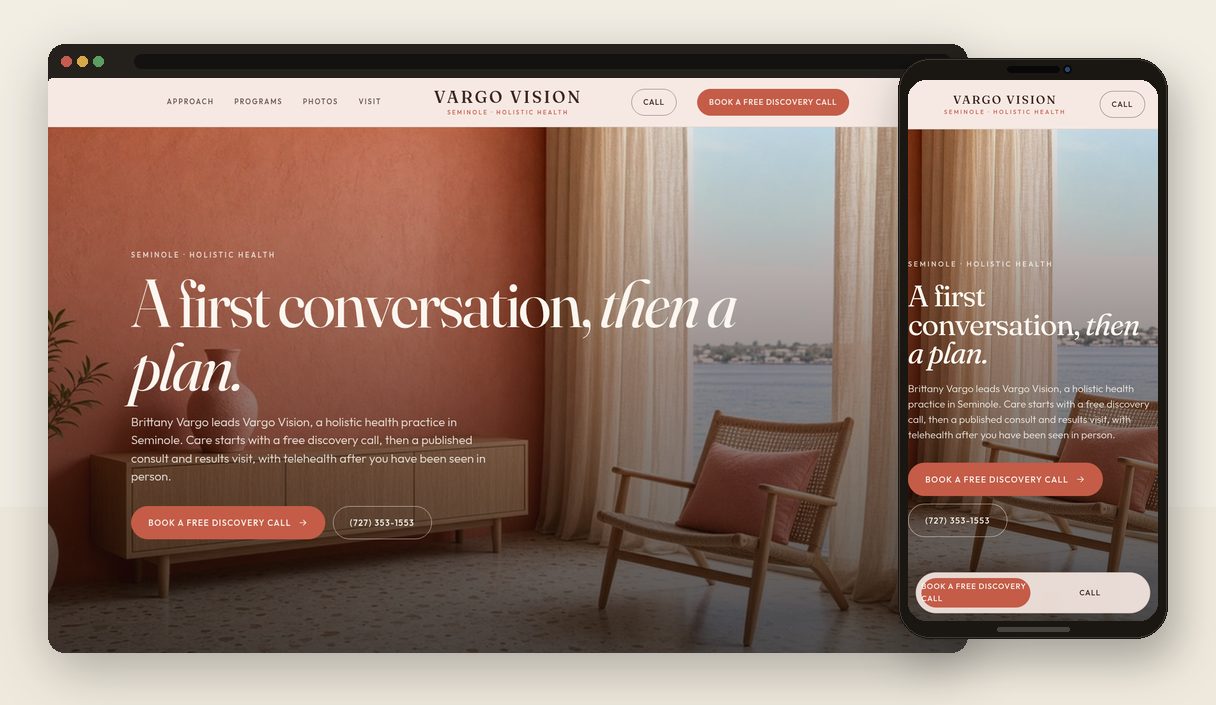 APPROACH PROGRAMS PHOTOS VISIT
VARGO VISION
SEMINOLE · HOLISTIC HEALTH
CALL
BOOK A FREE DISCOVERY CALL
SEMINOLE · HOLISTIC HEALTH
A first conversation, then a
plan.
Brittany Vargo leads Vargo Vision, a holistic health practice in
Seminole. Care starts with a free discovery call, then a published
consult and results visit, with telehealth after you have been seen in
person.
BOOK A FREE DISCOVERY CALL →
(727) 353-1553
VARGO VISION
SEMINOLE · HOLISTIC HEALTH
CALL
SEMINOLE · HOLISTIC HEALTH
A first
conversation, then
a plan.
Brittany Vargo leads Vargo Vision, a holistic health
practice in Seminole. Care starts with a free discovery
call, then a published consult and results visit, with
telehealth after you have been seen in person.
BOOK A FREE DISCOVERY CALL →
(727) 353-1553
BOOK A FREE DISCOVERY
CALL
CALL